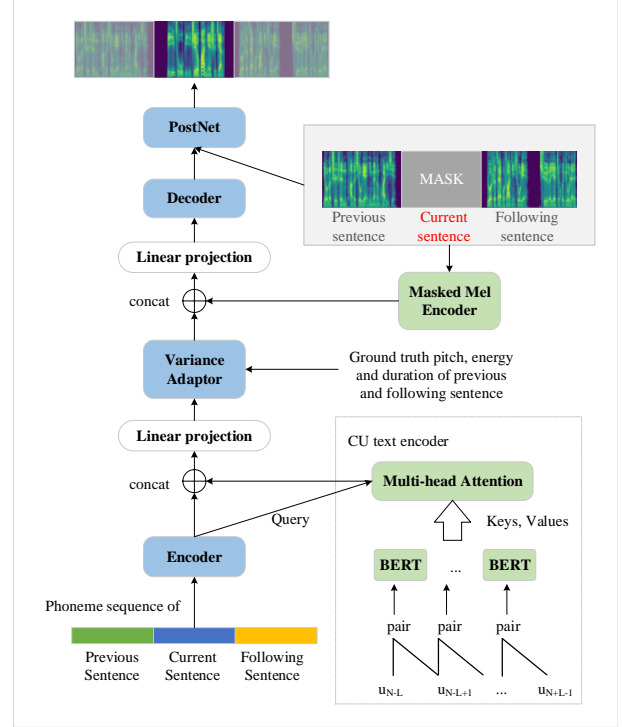 PostNet
MASK
Decoder
Previous
sentence
Current
sentence
Following
sentence
Linear projection
concat
Masked Mel
Encoder
Variance
Adaptor
Ground truth pitch, energy
and duration of previous
and following sentence
Linear projection
CU text encoder
concat
Multi-head Attention
Query
Keys, Values
Encoder
BERT
...
BERT
Phoneme sequence of
pair
pair
pair
Previous
Sentence
Current
Sentence
Following
Sentence
u_{N-L}
u_{N-L+1}
...
u_{N+L-1}